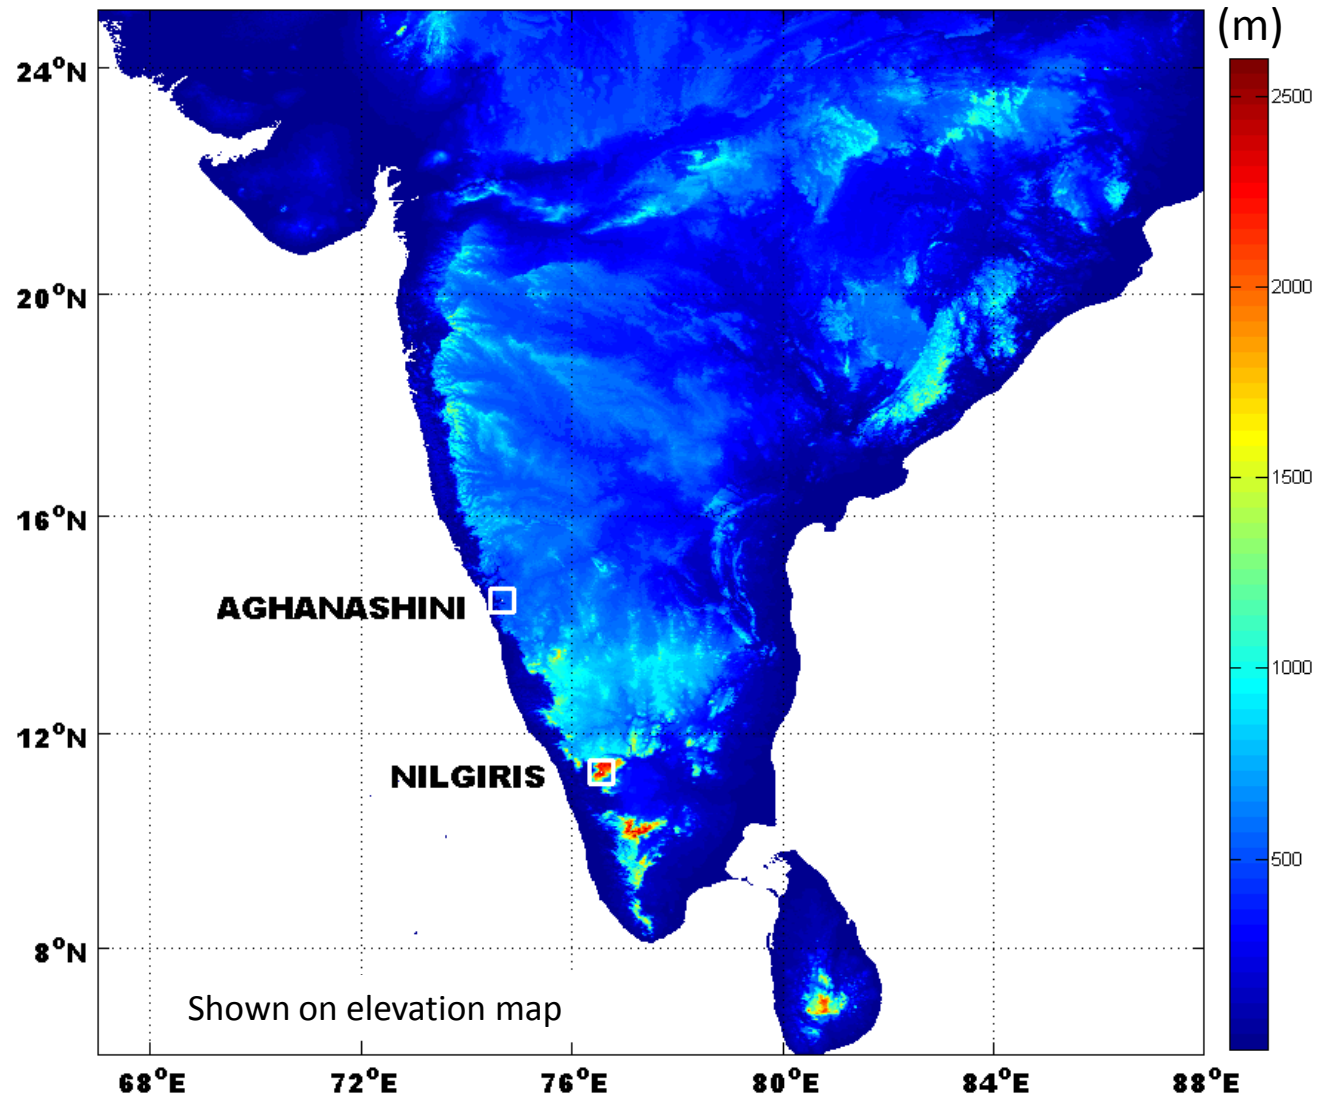 (m)
24°N
2500
2000
20°N
16°N
1500
AGHANASHINI
1000
12°N
NILGIRIS
500
8°N
Shown on elevation map
68°E 72°E 76°E 80°E 84°E 88°E